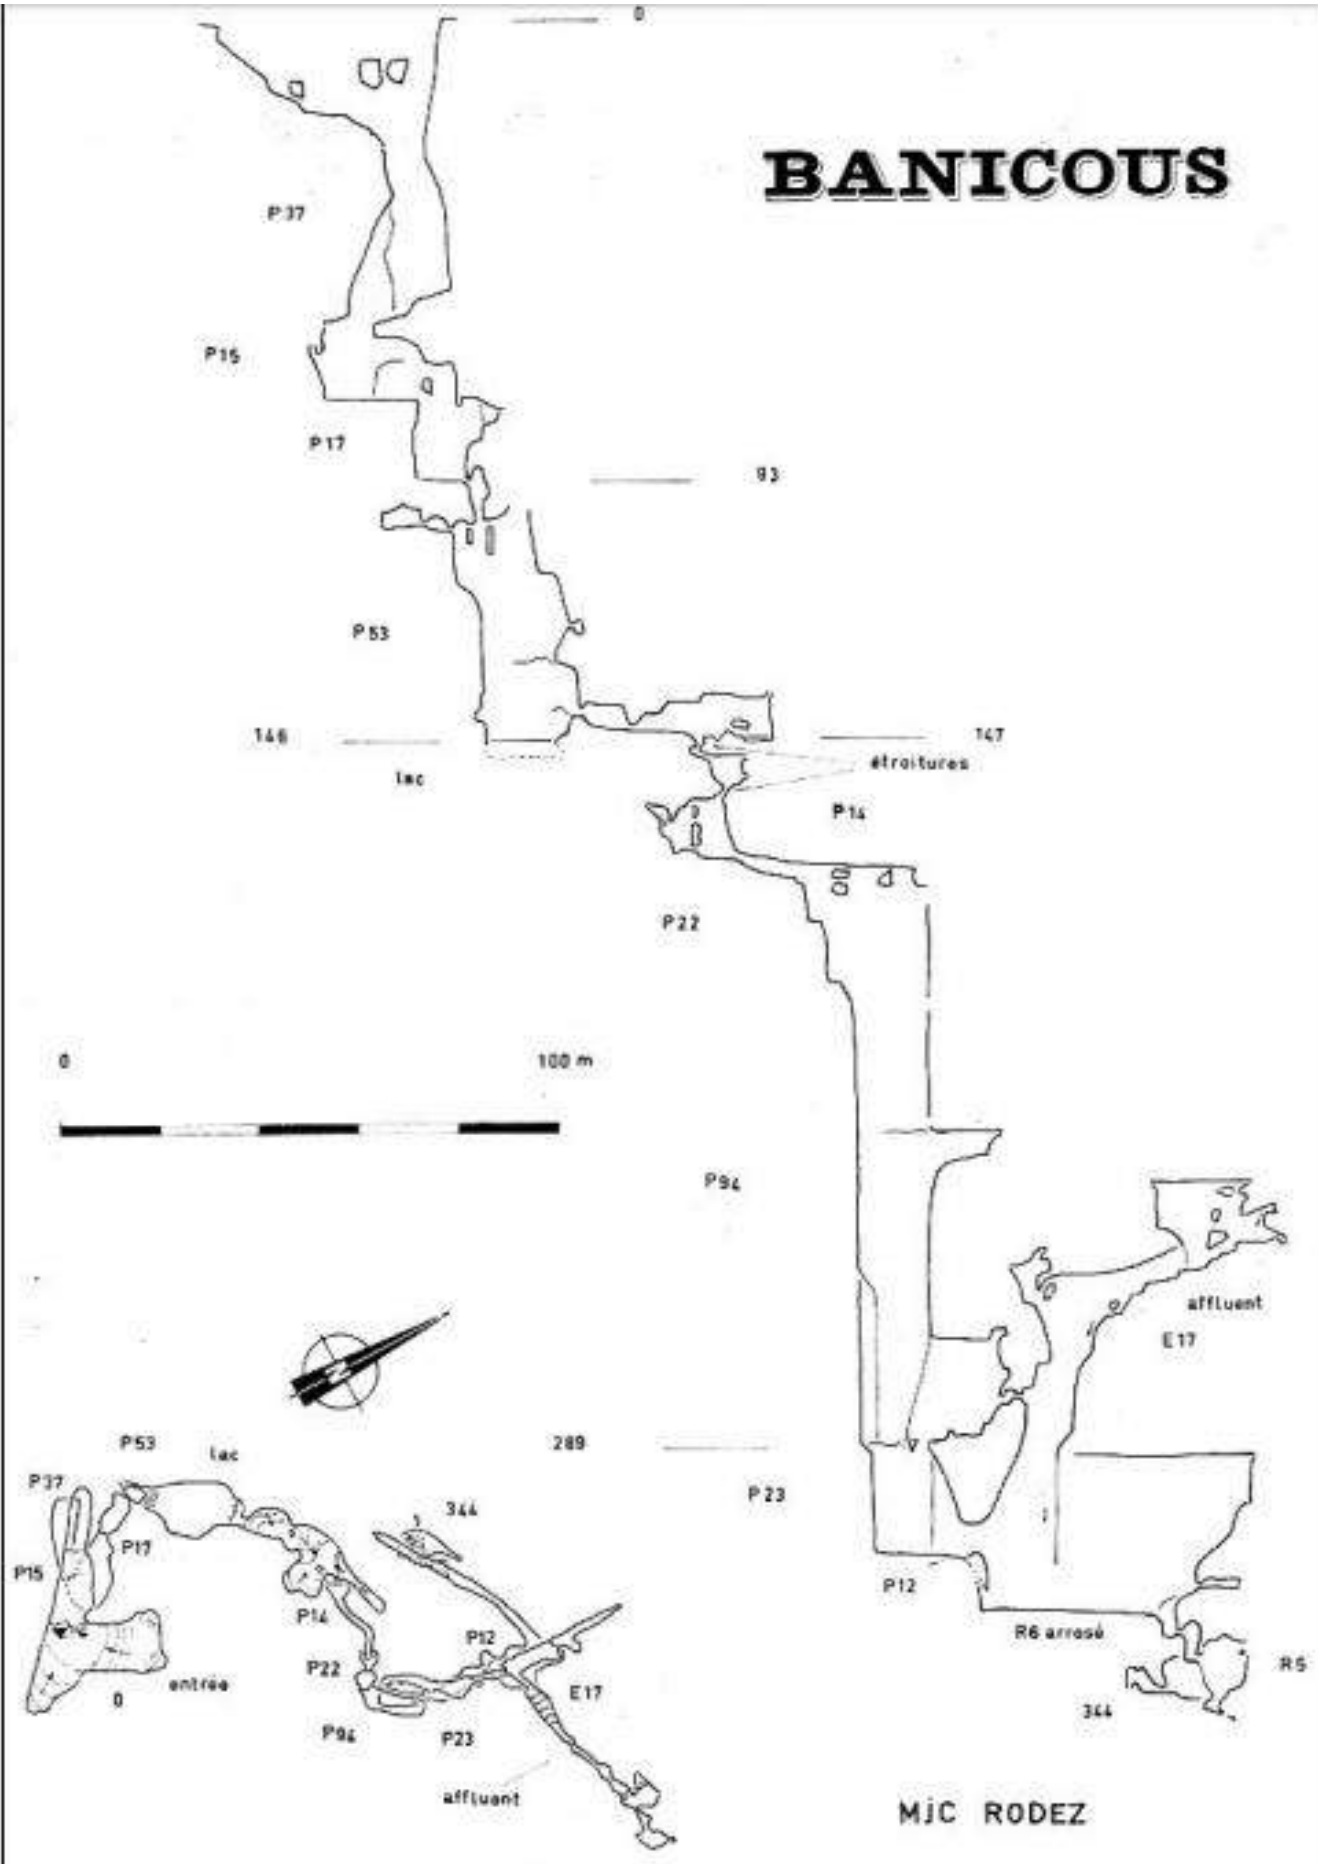 0
BANICOUS
P37
P15
P17
93
P53
146
147
étroitures
lac
P14
P22
0 100 m
P94
affluent
E17
N
289
P53
lac
P37
P23
344
P17
P15
P12
P14
P12
R6 arrosé
P22
entrée
R5
0
E17
344
P94
P23
affluent
MjC RODEZ